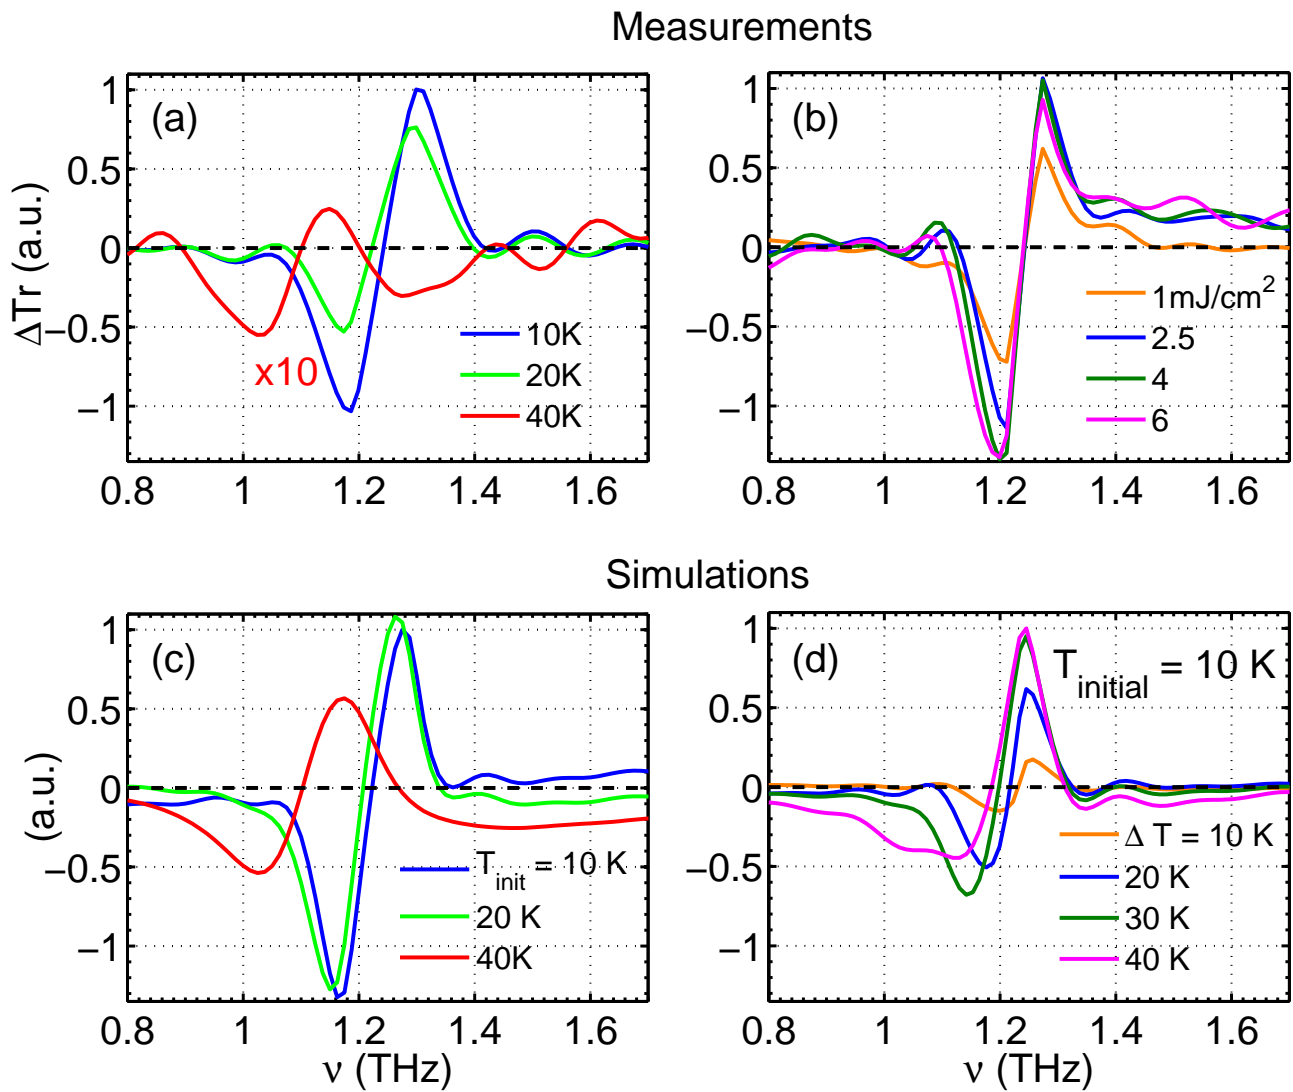 Measurements
(a)
ΔTr (a.u.)
1
0.5
0
−0.5
−1
x10
10K
20K
40K
0.8 1 1.2 1.4 1.6
(b)
1
0.5
0
−0.5
−1
1mJ/cm²
2.5
4
6
0.8 1 1.2 1.4 1.6
Simulations
(c)
(a.u.)
1
0.5
0
−0.5
−1
T_init = 10 K
20 K
40K
0.8 1 1.2 1.4 1.6
ν (THz)
(d)
T_initial = 10 K
1
0.5
0
−0.5
−1
Δ T = 10 K
20 K
30 K
40 K
0.8 1 1.2 1.4 1.6
ν (THz)